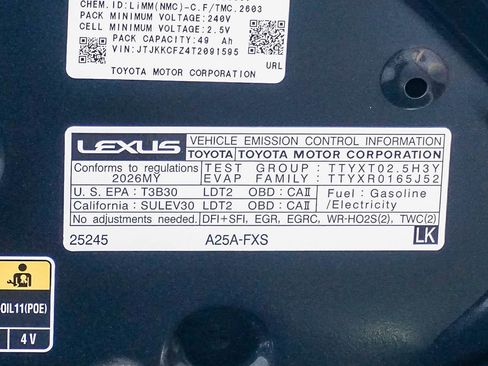 CHEM.ID:LiMM(NMC)-C.F/TMC.2603
PACK MINIMUM VOLTAGE:240V
CELL MINIMUM VOLTAGE:2.5V
PACK CAPACITY:49 Ah
VIN:JTJKKCFZ4T2091595
URL
TOYOTA MOTOR CORPORATION
LEXUS VEHICLE EMISSION CONTROL INFORMATION
TOYOTA TOYOTA MOTOR CORPORATION
Conforms to regulations TEST GROUP : TTYXT02.5H3Y
2026MY EVAP FAMILY : TTYXR0165J52
U.S. EPA : T3B30 LDT2 OBD : CAⅡ Fuel : Gasoline
California : SULEV30 LDT2 OBD : CAⅡ /Electricity
No adjustments needed. DFI+SFI, EGR, EGRC, WR-HO2S(2), TWC(2)
25245 A25A-FXS LK
-OIL11(POE)
4 V